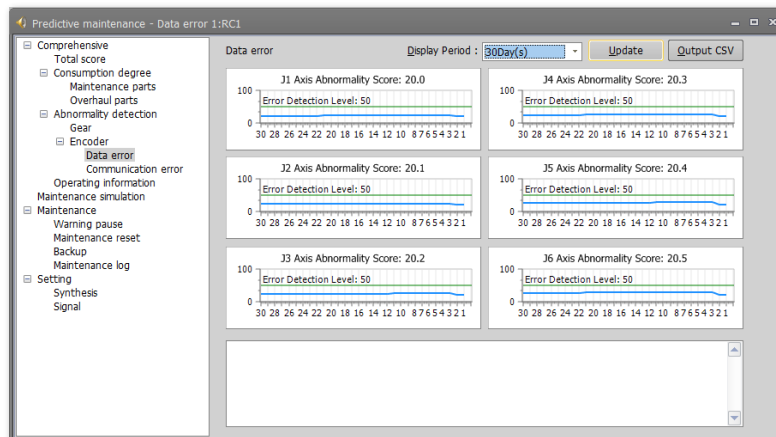 Predictive maintenance - Data error 1:RC1
Comprehensive
Total score
Consumption degree
Maintenance parts
Overhaul parts
Abnormality detection
Gear
Encoder
Data error
Communication error
Operating information
Maintenance simulation
Maintenance
Warning pause
Maintenance reset
Backup
Maintenance log
Setting
Synthesis
Signal
Data error Display Period : 30Day(s) Update Output CSV
J1 Axis Abnormality Score: 20.0
100
Error Detection Level: 50
0
30 28 26 24 22 20 18 16 14 12 10 8 7 6 5 4 3 2 1
J4 Axis Abnormality Score: 20.3
100
Error Detection Level: 50
0
30 28 26 24 22 20 18 16 14 12 10 8 7 6 5 4 3 2 1
J2 Axis Abnormality Score: 20.1
100
Error Detection Level: 50
0
30 28 26 24 22 20 18 16 14 12 10 8 7 6 5 4 3 2 1
J5 Axis Abnormality Score: 20.4
100
Error Detection Level: 50
0
30 28 26 24 22 20 18 16 14 12 10 8 7 6 5 4 3 2 1
J3 Axis Abnormality Score: 20.2
100
Error Detection Level: 50
0
30 28 26 24 22 20 18 16 14 12 10 8 7 6 5 4 3 2 1
J6 Axis Abnormality Score: 20.5
100
Error Detection Level: 50
0
30 28 26 24 22 20 18 16 14 12 10 8 7 6 5 4 3 2 1